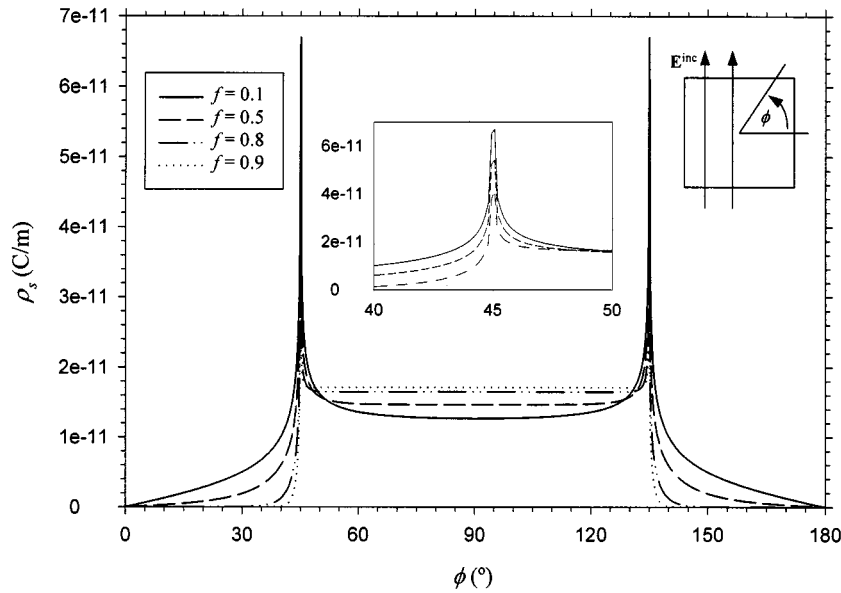 7e-11
6e-11
5e-11
4e-11
3e-11
2e-11
1e-11
0
ρs (C/m)
0
30
60
90
120
150
180
ϕ (º)
f = 0.1
f = 0.5
f = 0.8
f = 0.9
6e-11
4e-11
2e-11
0
40
45
50
E^inc
ϕ